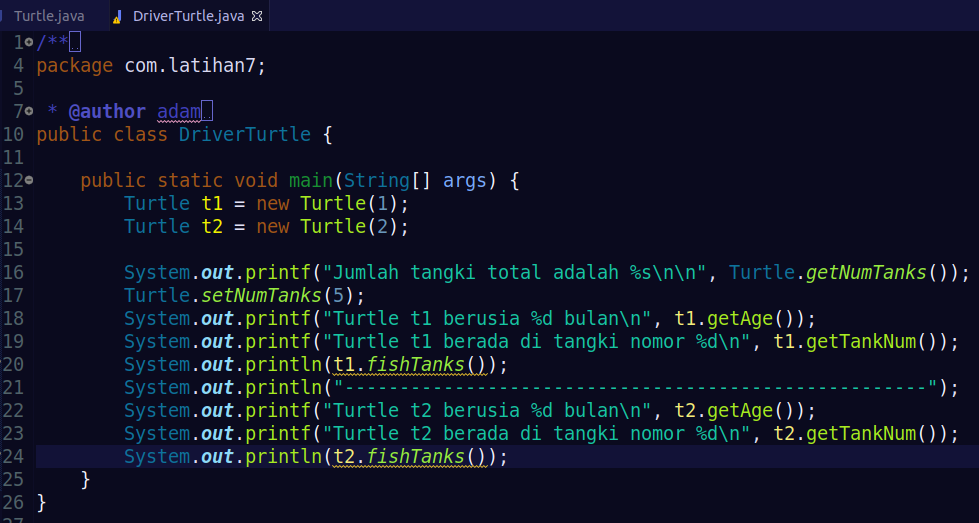 Turtle.java DriverTurtle.java
1 /**
4 package com.latihan7;
5
7  * @author adam
10 public class DriverTurtle {
11
12     public static void main(String[] args) {
13         Turtle t1 = new Turtle(1);
14         Turtle t2 = new Turtle(2);
15
16         System.out.printf("Jumlah tangki total adalah %s\n\n", Turtle.getNumTanks());
17         Turtle.setNumTanks(5);
18         System.out.printf("Turtle t1 berusia %d bulan\n", t1.getAge());
19         System.out.printf("Turtle t1 berada di tangki nomor %d\n", t1.getTankNum());
20         System.out.println(t1.fishTanks());
21         System.out.println("-----------------------------------------------------");
22         System.out.printf("Turtle t2 berusia %d bulan\n", t2.getAge());
23         System.out.printf("Turtle t2 berada di tangki nomor %d\n", t2.getTankNum());
24         System.out.println(t2.fishTanks());
25     }
26 }
27